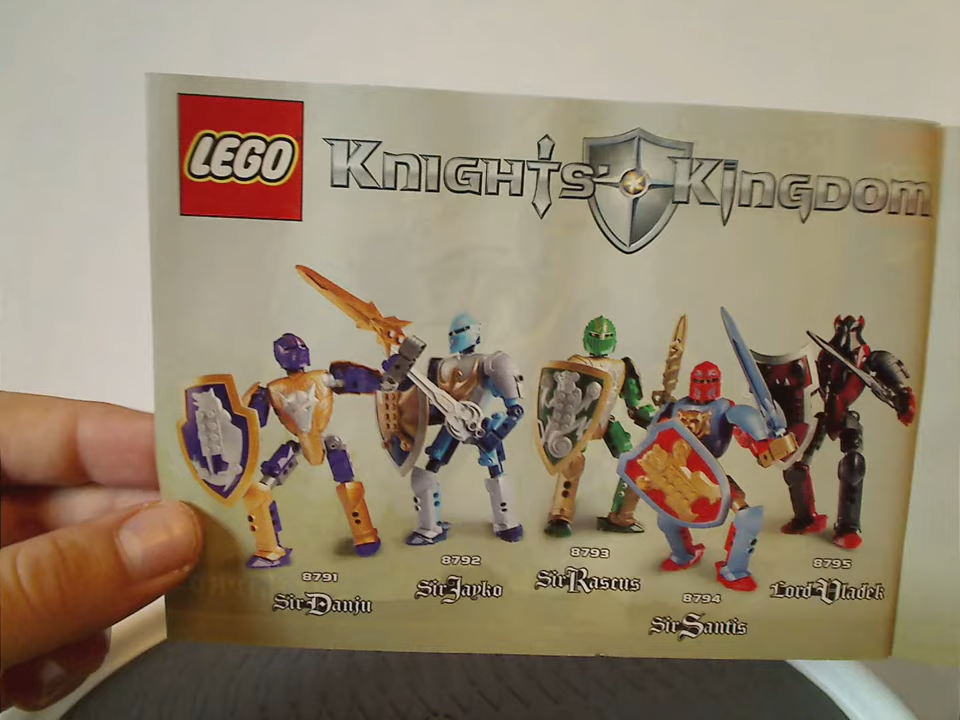 LEGO
KNIGHTS' KINGDOM
8791
Sir Danju
8792
Sir Jayko
8793
Sir Rascus
8794
Sir Santis
8795
Lord Vladek